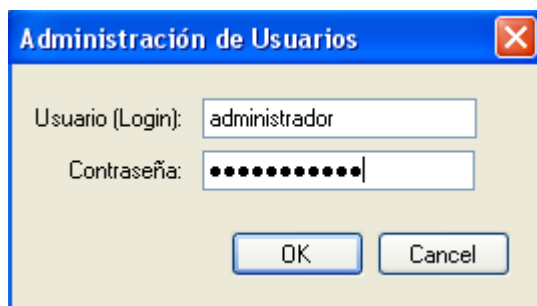 Administración de Usuarios
Usuario (Login): administrador
Contraseña: ●●●●●●●●●●●
OK Cancel